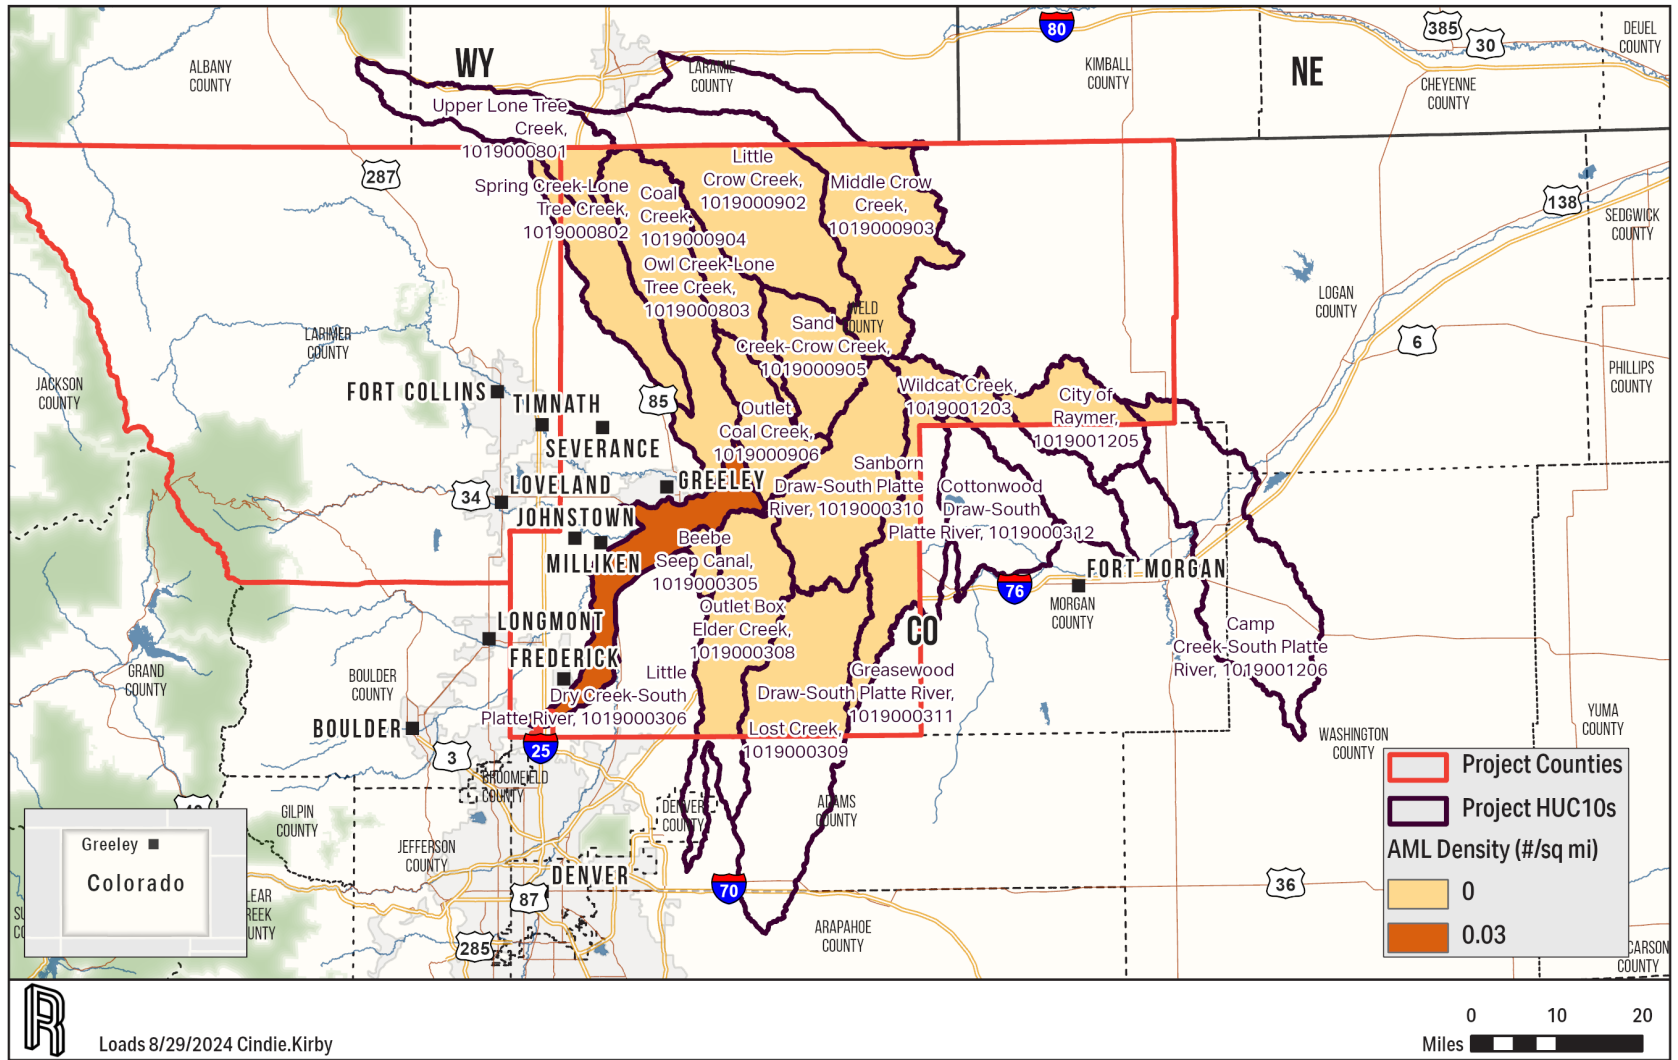 WY
NE
CO
ALBANY
COUNTY
LARAMIE
COUNTY
KIMBALL
COUNTY
CHEYENNE
COUNTY
DEUEL
COUNTY
80
385
30
Upper Lone Tree
Creek,
1019000801
287
Spring Creek-Lone
Tree Creek,
1019000802
Coal
Creek,
1019000904
Little
Crow Creek,
1019000902
Middle Crow
Creek,
1019000903
138
SEDGWICK
COUNTY
Owl Creek-Lone
Tree Creek,
1019000803
Sand
Creek-Crow Creek,
1019000905
WELD
COUNTY
LOGAN
COUNTY
LARIMER
COUNTY
6
PHILLIPS
COUNTY
JACKSON
COUNTY
FORT COLLINS
TIMNATH
SEVERANCE
85
Outlet
Coal Creek,
1019000906
Wildcat Creek,
1019001203
City of
Raymer,
1019001205
34
LOVELAND
GREELEY
JOHNSTOWN
MILLIKEN
Sanborn
Draw-South Platte
River, 1019000310
Cottonwood
Draw-South
Platte River, 1019000312
Beebe
Seep Canal,
1019000305
76
FORT MORGAN
MORGAN
COUNTY
LONGMONT
FREDERICK
Outlet Box
Elder Creek,
1019000308
Camp
Creek-South Platte
River, 1019001206
GRAND
COUNTY
BOULDER
COUNTY
BOULDER
Little
Dry Creek-South
Platte River, 1019000306
Greasewood
Draw-South Platte River,
1019000311
Lost Creek,
1019000309
YUMA
COUNTY
WASHINGTON
COUNTY
3
25
BROOMFIELD
COUNTY
DENVER
COUNTY
ADAMS
COUNTY
GILPIN
COUNTY
JEFFERSON
COUNTY
DENVER
70
87
285
36
ARAPAHOE
COUNTY
LEAR
REEK
UNTY
SU
CO
CARSON
COUNTY
Greeley
Colorado
Project Counties
Project HUC10s
AML Density (#/sq mi)
0
0.03
Loads 8/29/2024 Cindie.Kirby
0 10 20
Miles